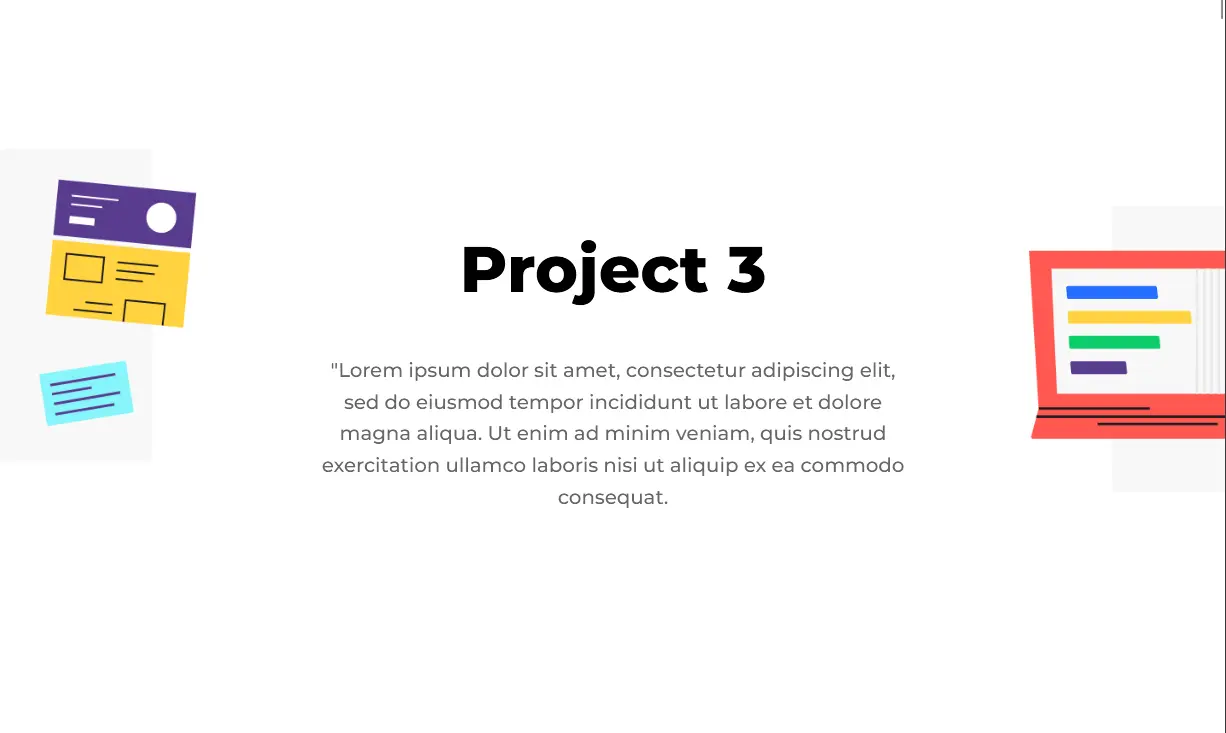 Project 3
"Lorem ipsum dolor sit amet, consectetur adipiscing elit,
sed do eiusmod tempor incididunt ut labore et dolore
magna aliqua. Ut enim ad minim veniam, quis nostrud
exercitation ullamco laboris nisi ut aliquip ex ea commodo
consequat.